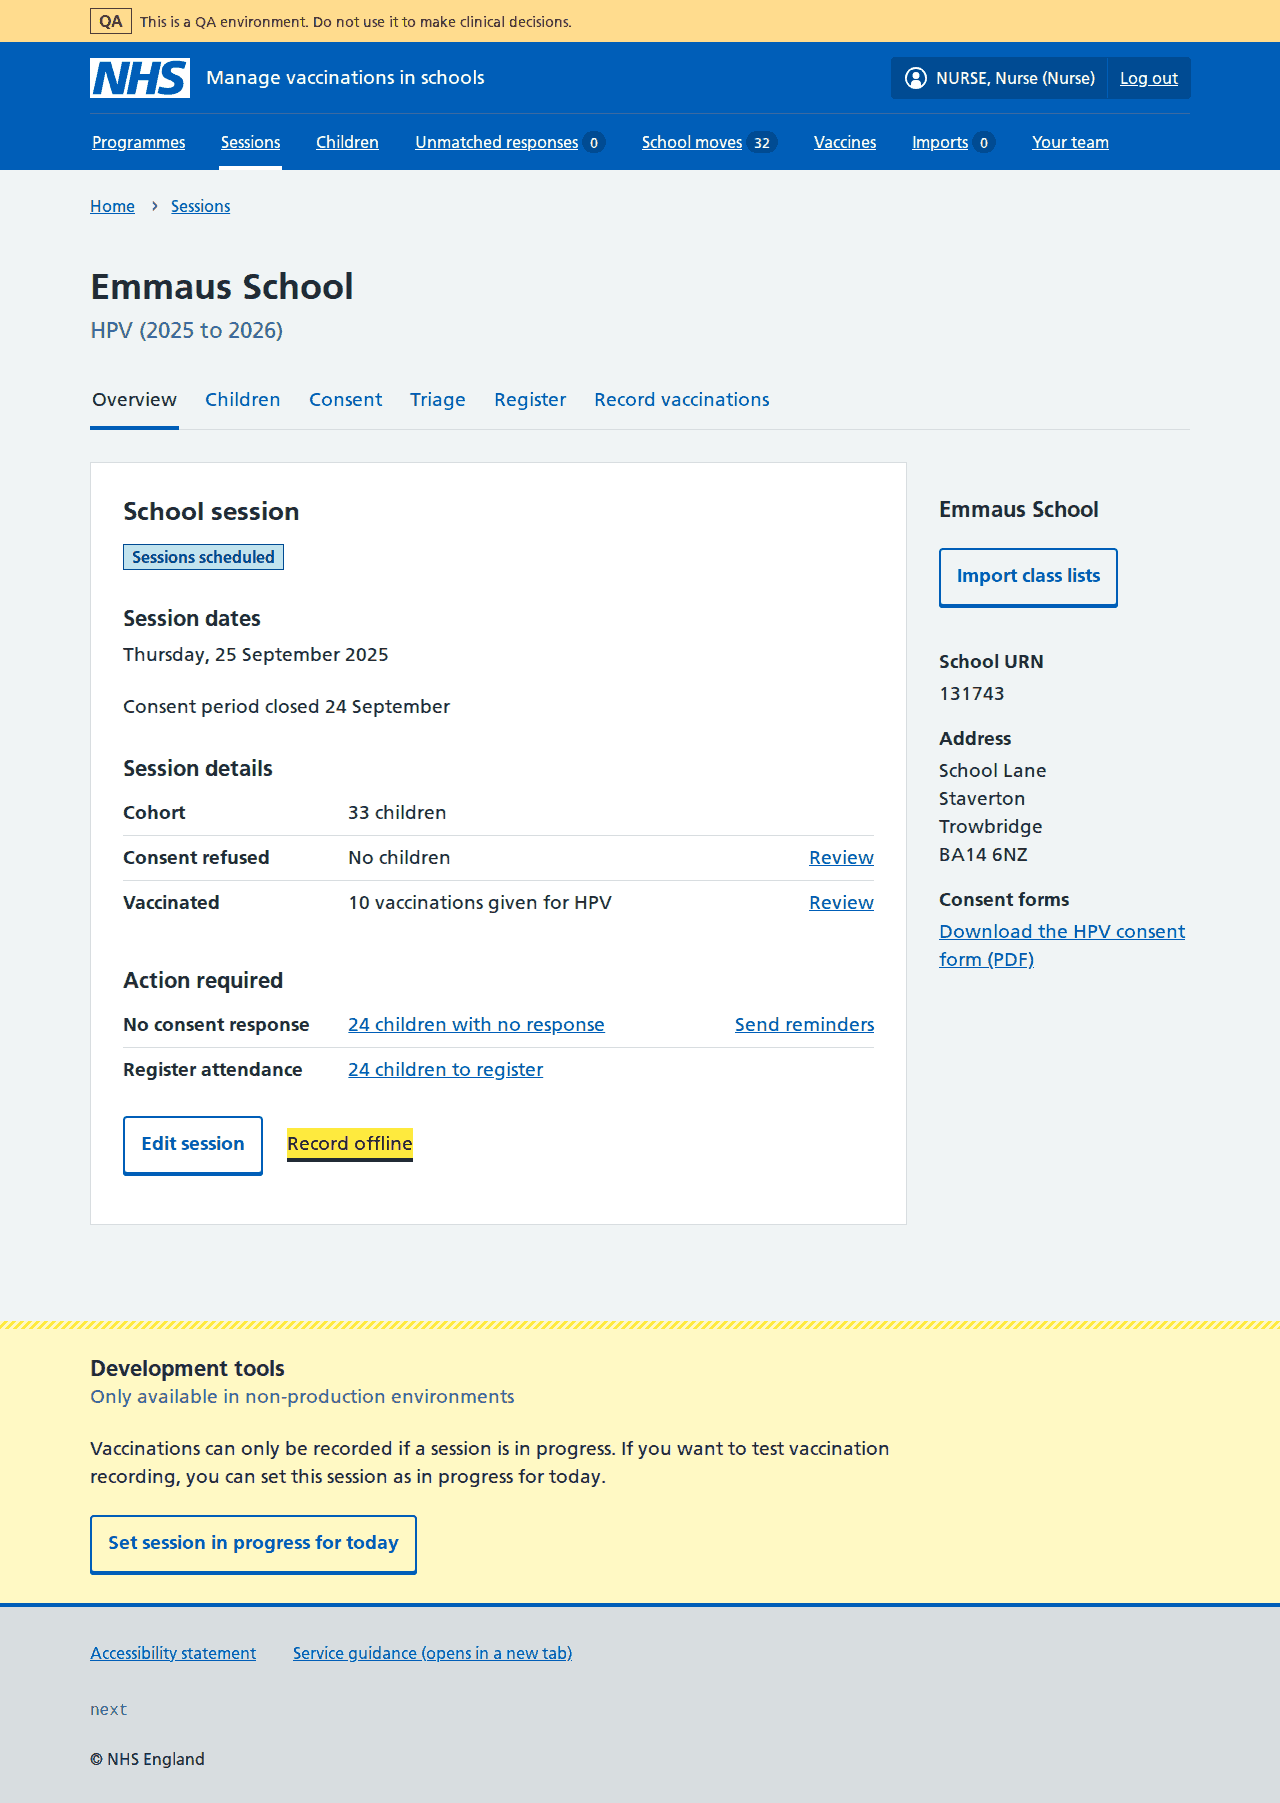 QA This is a QA environment. Do not use it to make clinical decisions.
NHS Manage vaccinations in schools NURSE, Nurse (Nurse) Log out
Programmes Sessions Children Unmatched responses 0 School moves 32 Vaccines Imports 0 Your team
Home › Sessions
Emmaus School
HPV (2025 to 2026)
Overview Children Consent Triage Register Record vaccinations
School session
Sessions scheduled
Session dates
Thursday, 25 September 2025
Consent period closed 24 September
Session details
Cohort 33 children
Consent refused No children Review
Vaccinated 10 vaccinations given for HPV Review
Action required
No consent response 24 children with no response Send reminders
Register attendance 24 children to register
Edit session Record offline
Emmaus School
Import class lists
School URN
131743
Address
School Lane
Staverton
Trowbridge
BA14 6NZ
Consent forms
Download the HPV consent
form (PDF)
Development tools
Only available in non-production environments
Vaccinations can only be recorded if a session is in progress. If you want to test vaccination
recording, you can set this session as in progress for today.
Set session in progress for today
Accessibility statement Service guidance (opens in a new tab)
next
© NHS England